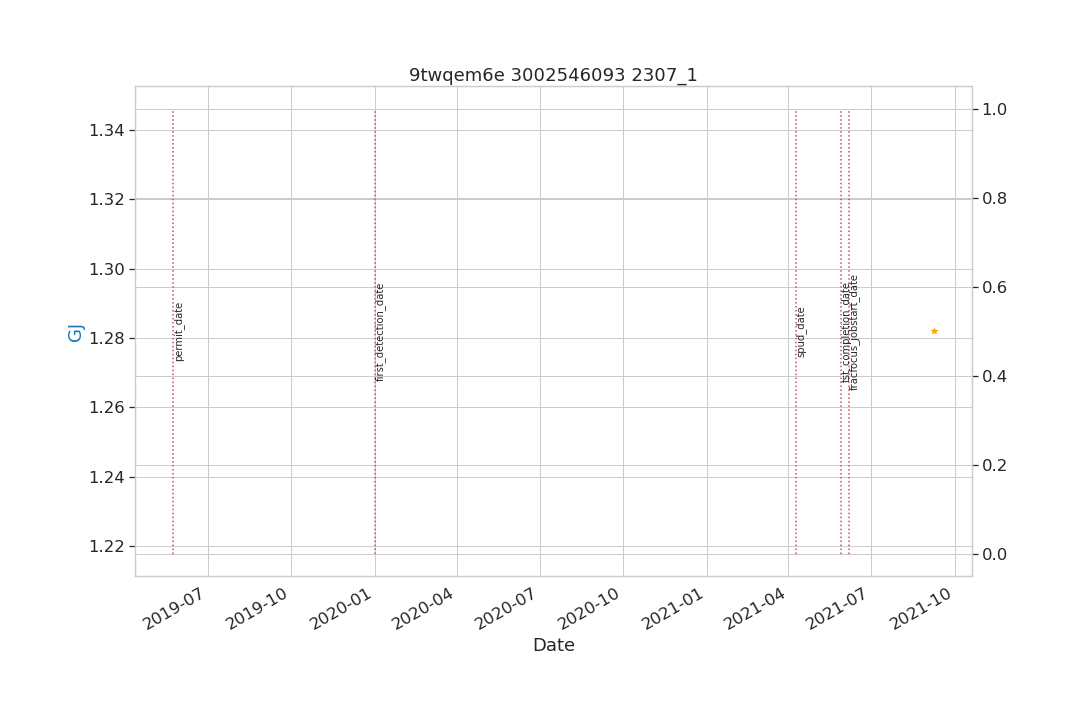 9twqem6e 3002546093 2307_1
GJ
1.34
1.32
1.30
1.28
1.26
1.24
1.22
1.0
0.8
0.6
0.4
0.2
0.0
permit_date
first_detection_date
spud_date
lst_completion_date
fracfocus_jobstart_date
2019-07
2019-10
2020-01
2020-04
2020-07
2020-10
2021-01
2021-04
2021-07
2021-10
Date